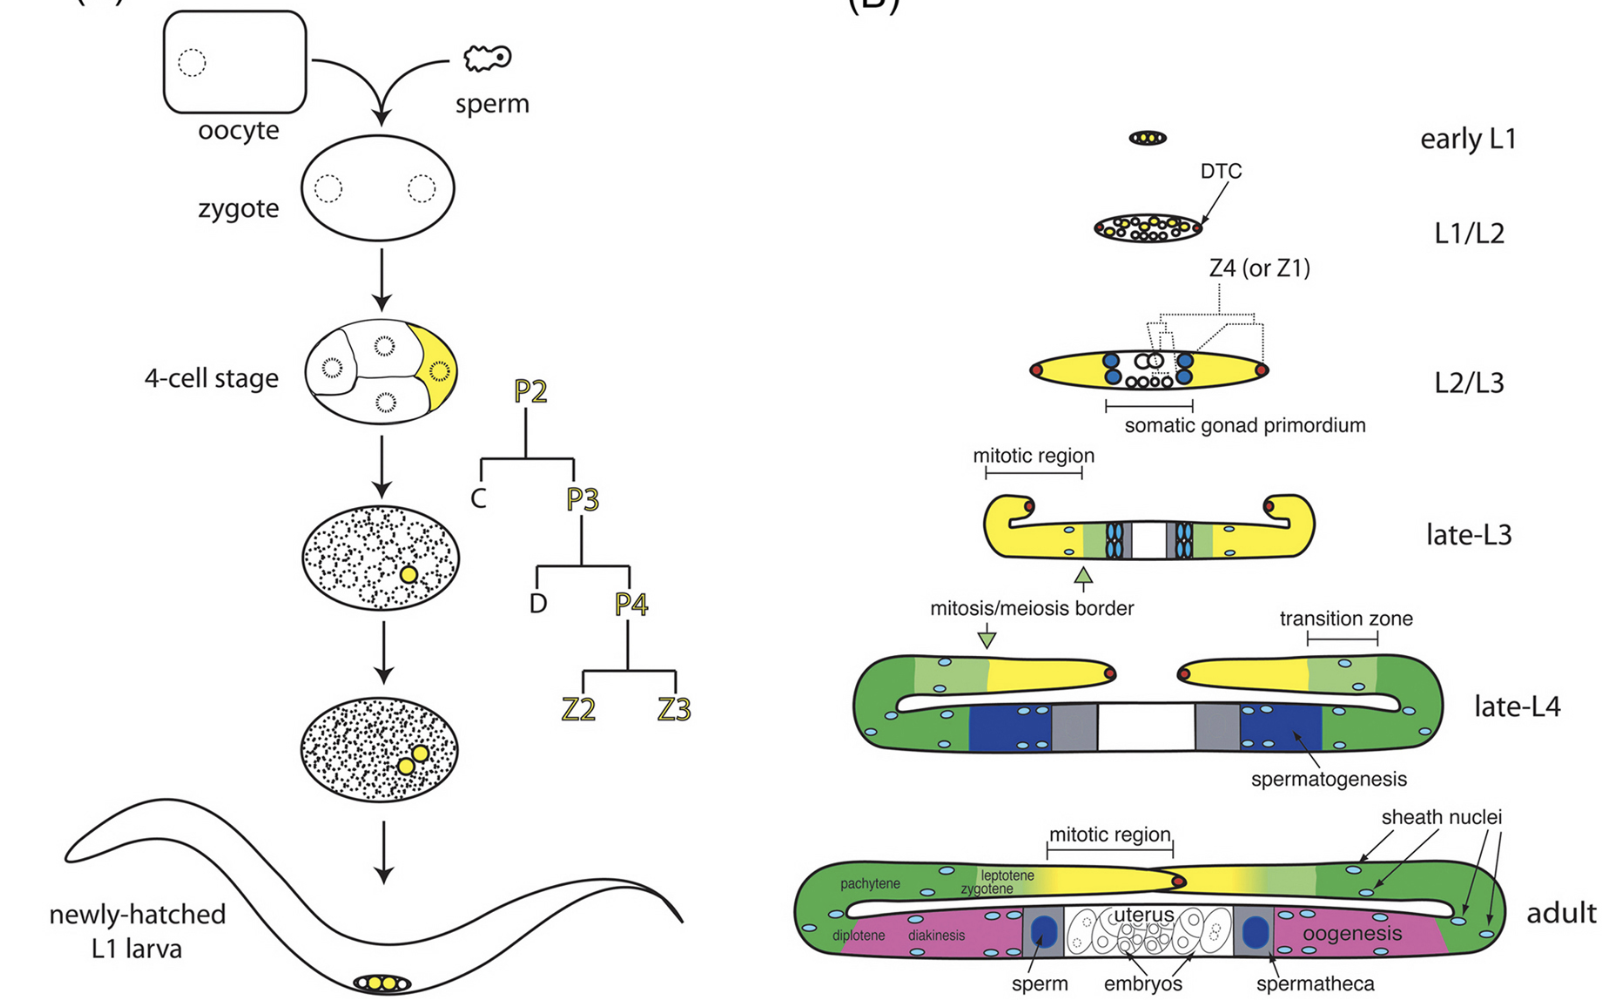 oocyte
sperm
zygote
4-cell stage
P2
C
P3
D
P4
Z2
Z3
newly-hatched
L1 larva
early L1
DTC
L1/L2
Z4 (or Z1)
L2/L3
somatic gonad primordium
mitotic region
late-L3
mitosis/meiosis border
transition zone
late-L4
spermatogenesis
sheath nuclei
mitotic region
pachytene
leptotene
zygotene
uterus
adult
diplotene
diakinesis
oogenesis
sperm
embryos
spermatheca